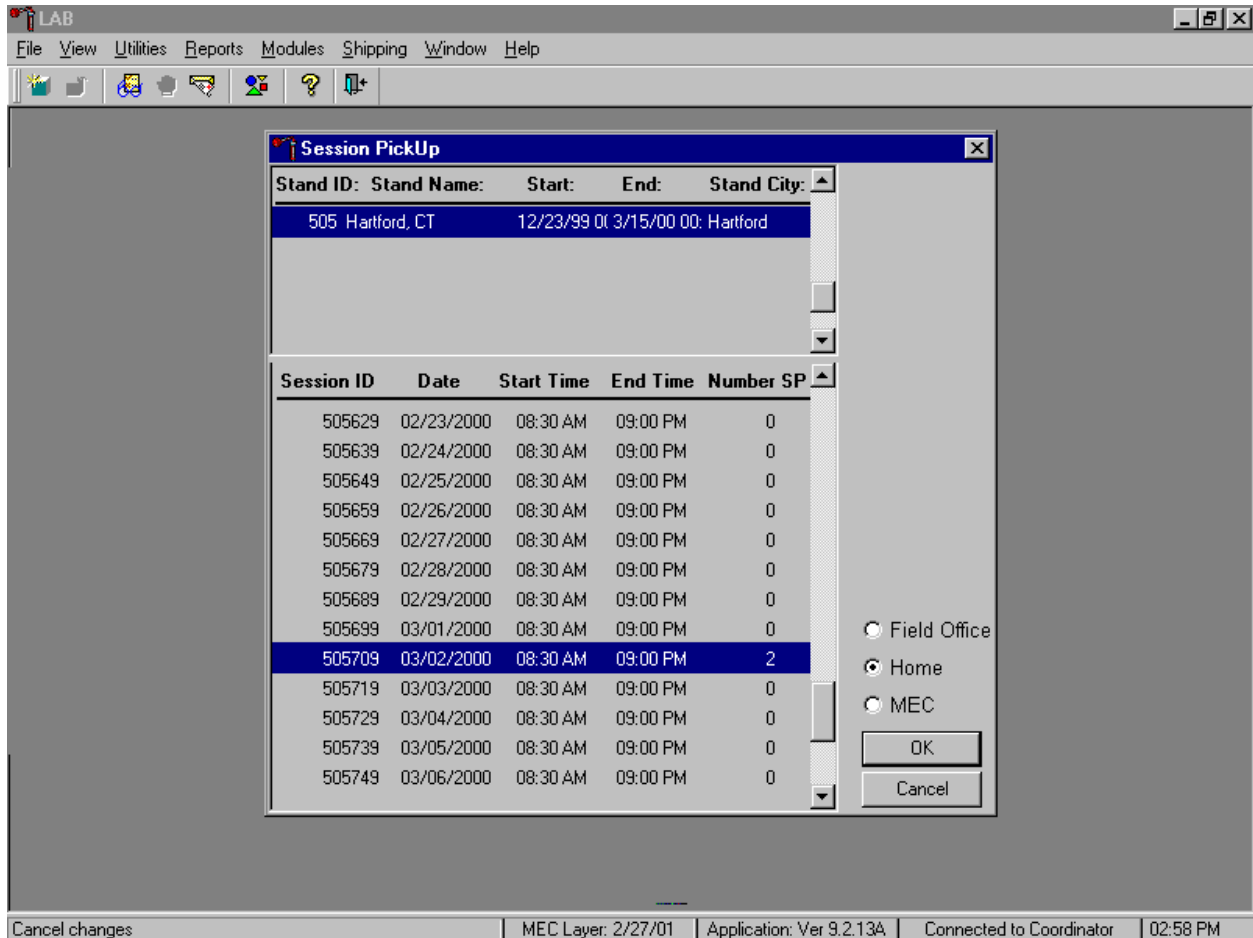 LAB
File View Utilities Reports Modules Shipping Window Help
Session PickUp
Stand ID: Stand Name: Start: End: Stand City:
505 Hartford, CT 12/23/99 0( 3/15/00 00: Hartford
Session ID Date Start Time End Time Number SP
505629 02/23/2000 08:30 AM 09:00 PM 0
505639 02/24/2000 08:30 AM 09:00 PM 0
505649 02/25/2000 08:30 AM 09:00 PM 0
505659 02/26/2000 08:30 AM 09:00 PM 0
505669 02/27/2000 08:30 AM 09:00 PM 0
505679 02/28/2000 08:30 AM 09:00 PM 0
505689 02/29/2000 08:30 AM 09:00 PM 0
505699 03/01/2000 08:30 AM 09:00 PM 0
505709 03/02/2000 08:30 AM 09:00 PM 2
505719 03/03/2000 08:30 AM 09:00 PM 0
505729 03/04/2000 08:30 AM 09:00 PM 0
505739 03/05/2000 08:30 AM 09:00 PM 0
505749 03/06/2000 08:30 AM 09:00 PM 0
Field Office
Home
MEC
OK
Cancel
Cancel changes MEC Layer: 2/27/01 Application: Ver 9.2.13A Connected to Coordinator 02:58 PM